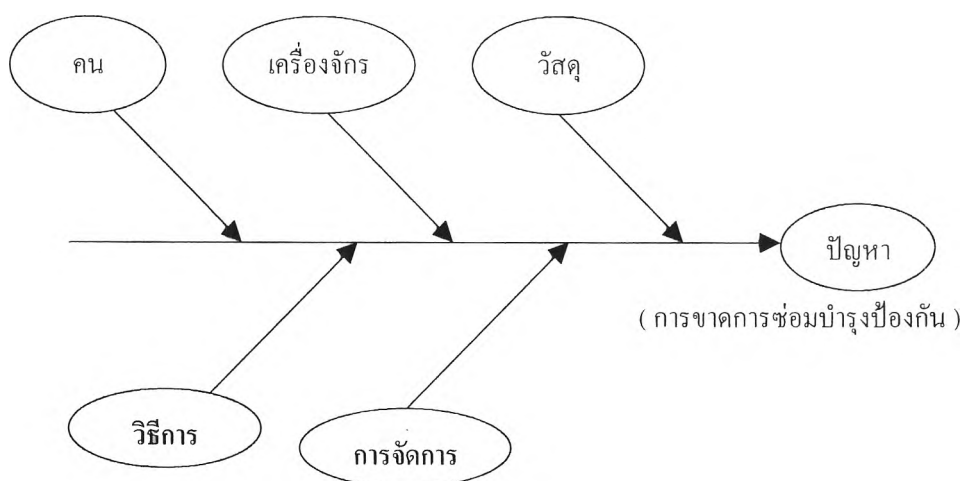 คน
เครื่องจักร
วัสดุ
ปัญหา
( การขาดการซ่อมบำรุงป้องกัน )
วิธีการ
การจัดการ